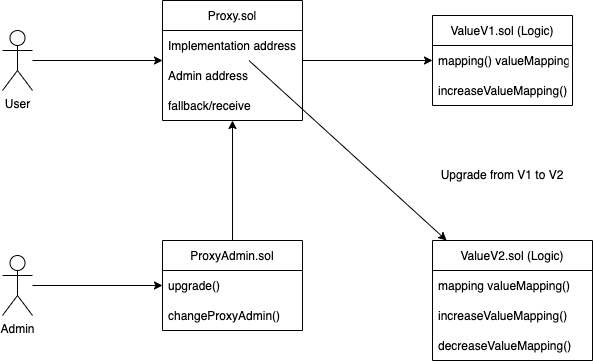 Proxy.sol
Implementation address
Admin address
fallback/receive
User
ValueV1.sol (Logic)
mapping() valueMapping
increaseValueMapping()
Upgrade from V1 to V2
ProxyAdmin.sol
upgrade()
changeProxyAdmin()
Admin
ValueV2.sol (Logic)
mapping valueMapping()
increaseValueMapping()
decreaseValueMapping()